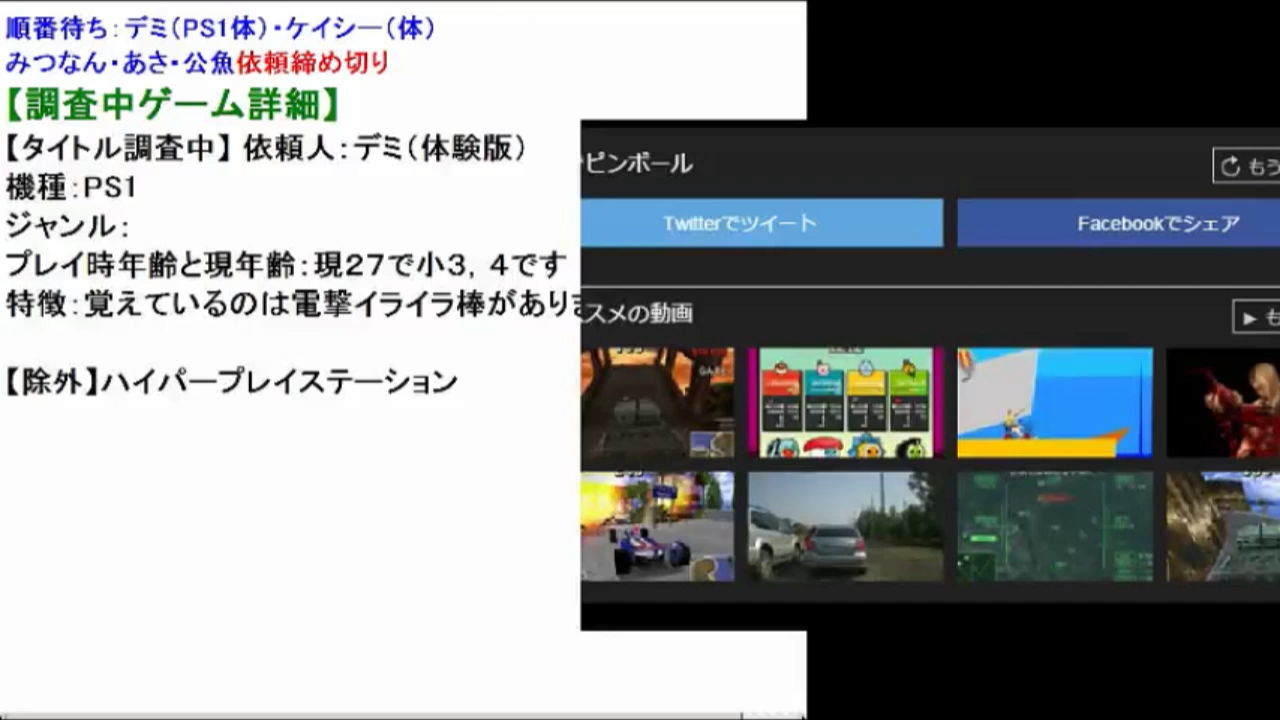 順番待ち：デミ（PS1体）・ケイシー（体）
みつなん・あさ・公魚依頼締め切り
【調査中ゲーム詳細】
【タイトル調査中】 依頼人：デミ（体験版）
機種：PS1
ジャンル：
プレイ時年齢と現年齢：現２７で小３，４です
特徴：覚えているのは電撃イライラ棒があり
【除外】ハイパープレイステーション
ピンボール
もう
Twitterでツイート
Facebookでシェア
スメの動画
▶ も